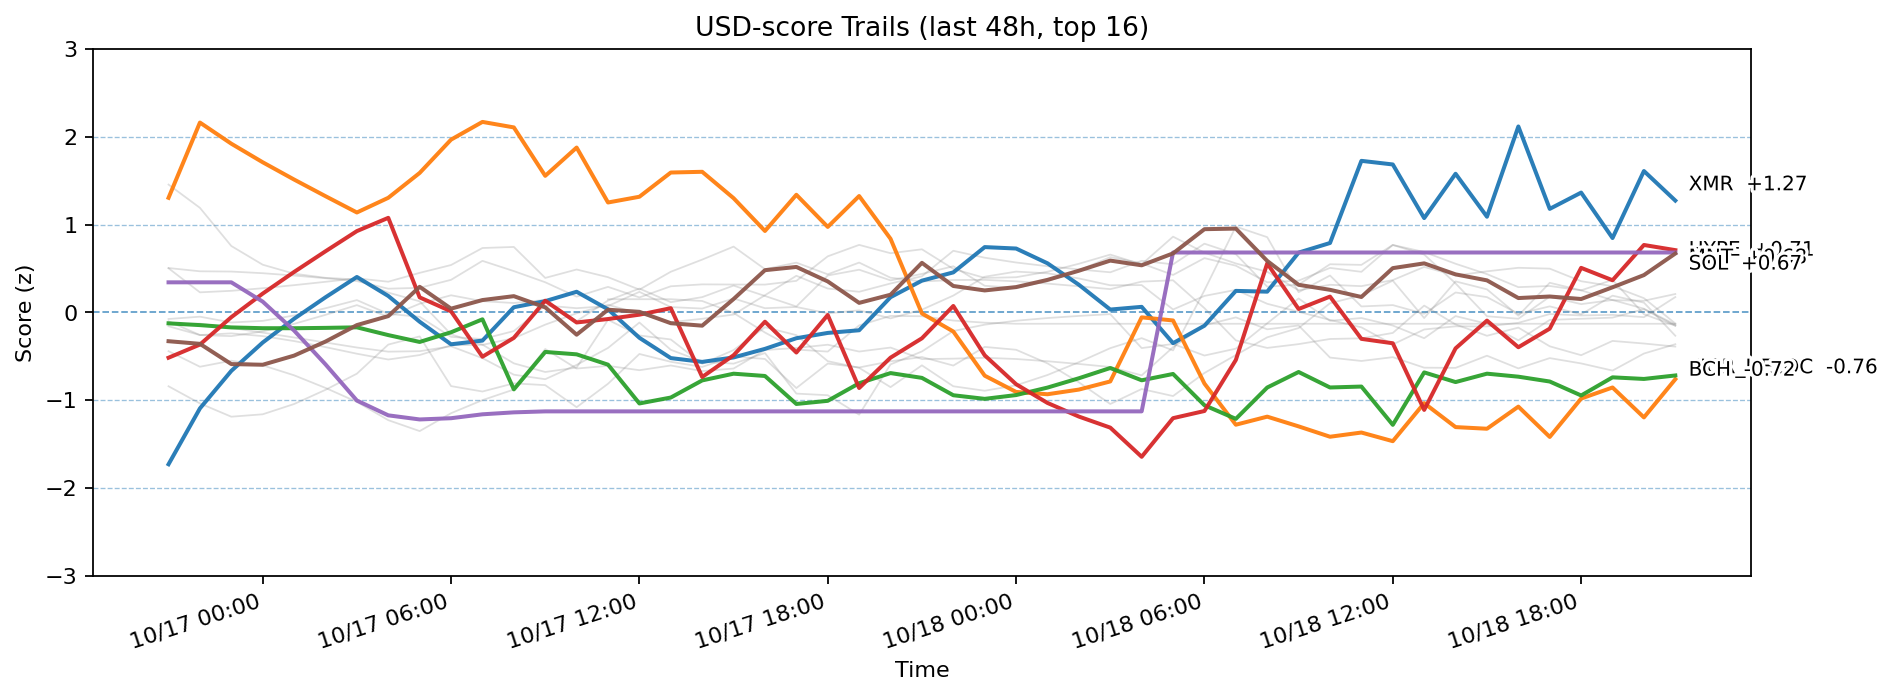 USD-score Trails (last 48h, top 16)
Score (z)
3
2
1
0
−1
−2
−3
XMR +1.27
SOL +0.67
BCH -0.72
-0.76
10/17 00:00
10/17 06:00
10/17 12:00
10/17 18:00
10/18 00:00
10/18 06:00
10/18 12:00
10/18 18:00
Time